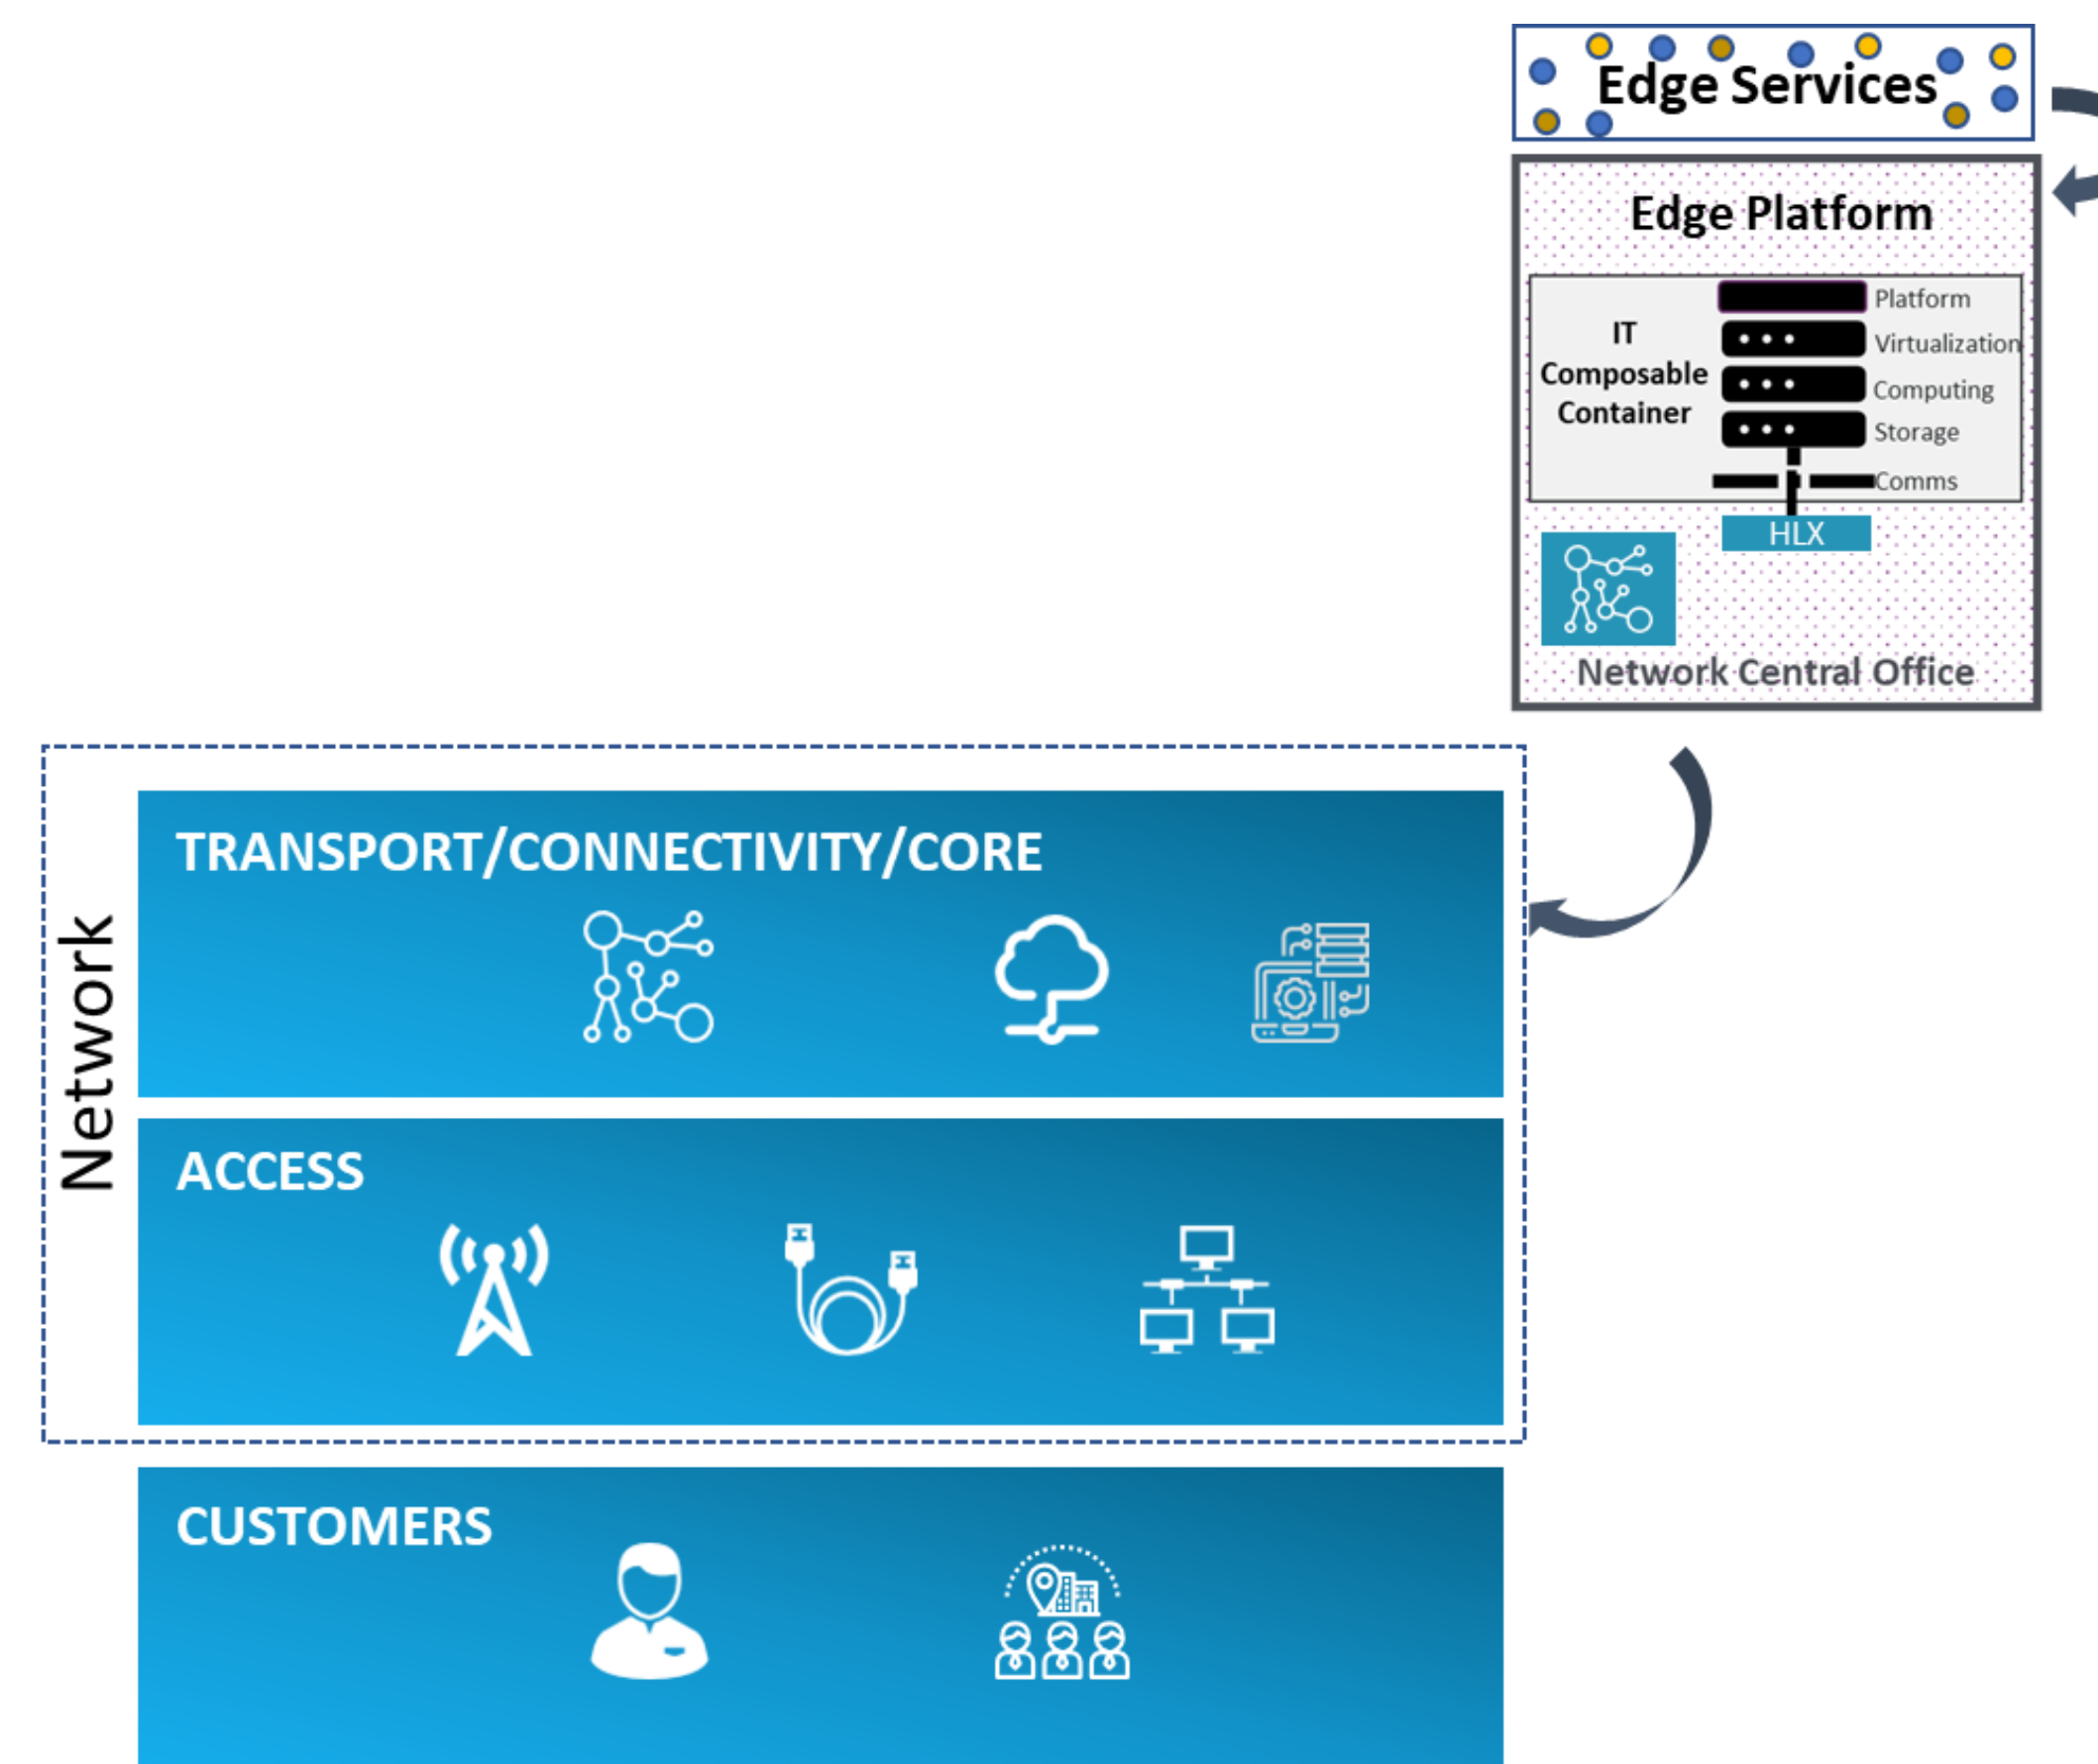 Edge Services
Edge Platform
IT
Composable
Container
Platform
Virtualization
Computing
Storage
Comms
HLX
Network Central Office
Network
TRANSPORT/CONNECTIVITY/CORE
ACCESS
CUSTOMERS